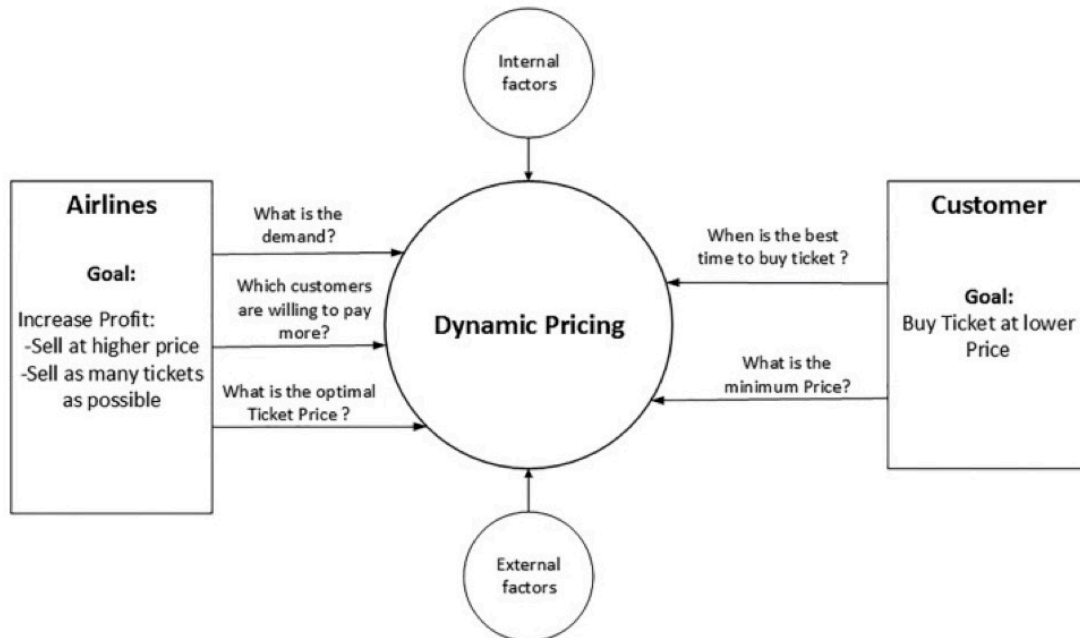 Internal
factors
Airlines
Goal:
Increase Profit:
-Sell at higher price
-Sell as many tickets
as possible
What is the
demand?
Which customers
are willing to pay
more?
What is the optimal
Ticket Price ?
Dynamic Pricing
When is the best
time to buy ticket ?
What is the
minimum Price?
Customer
Goal:
Buy Ticket at lower
Price
External
factors